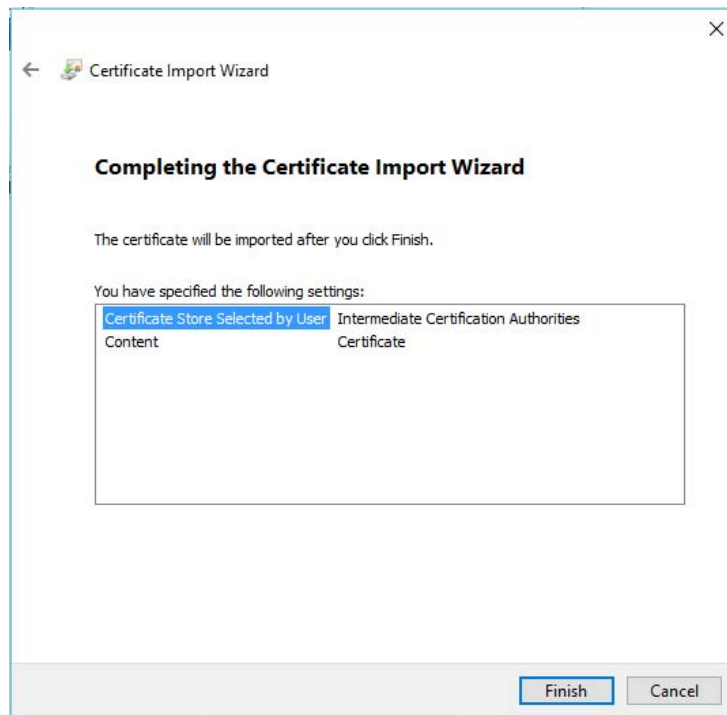 Certificate Import Wizard
Completing the Certificate Import Wizard
The certificate will be imported after you click Finish.
You have specified the following settings:
Certificate Store Selected by User Intermediate Certification Authorities
Content Certificate
Finish Cancel